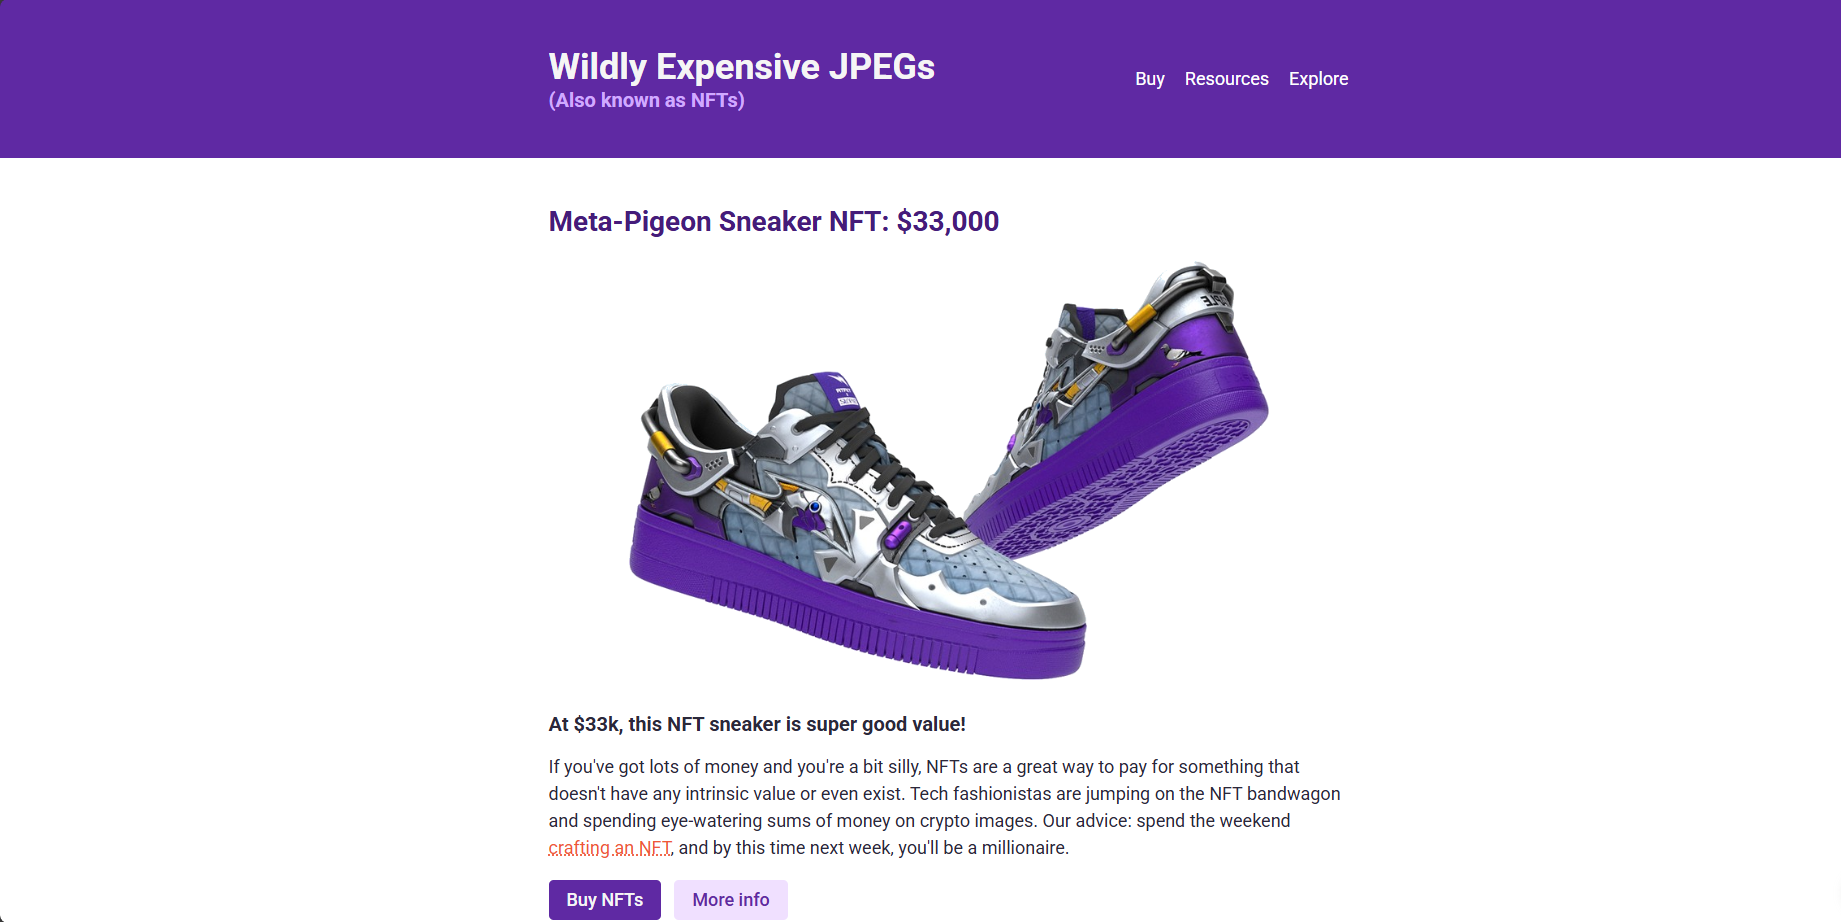 Wildly Expensive JPEGs
(Also known as NFTs)
Buy Resources Explore
Meta-Pigeon Sneaker NFT: $33,000
At $33k, this NFT sneaker is super good value!
If you've got lots of money and you're a bit silly, NFTs are a great way to pay for something that
doesn't have any intrinsic value or even exist. Tech fashionistas are jumping on the NFT bandwagon
and spending eye-watering sums of money on crypto images. Our advice: spend the weekend
crafting an NFT, and by this time next week, you'll be a millionaire.
Buy NFTs More info